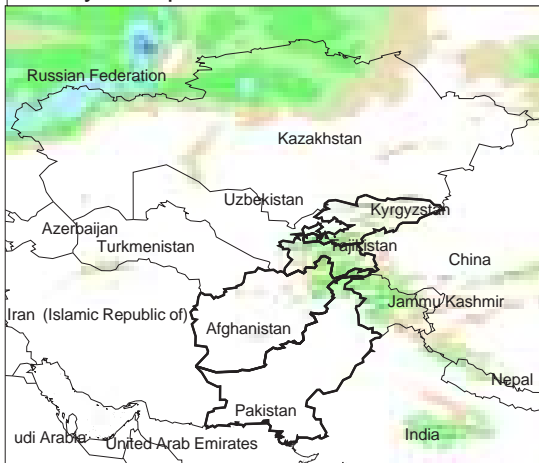 Russian Federation
Kazakhstan
Uzbekistan
Kyrgyzstan
Azerbaijan
Turkmenistan
Tajikistan
China
Iran (Islamic Republic of)
Jammu Kashmir
Afghanistan
Nepal
Pakistan
udi Arabia
United Arab Emirates
India